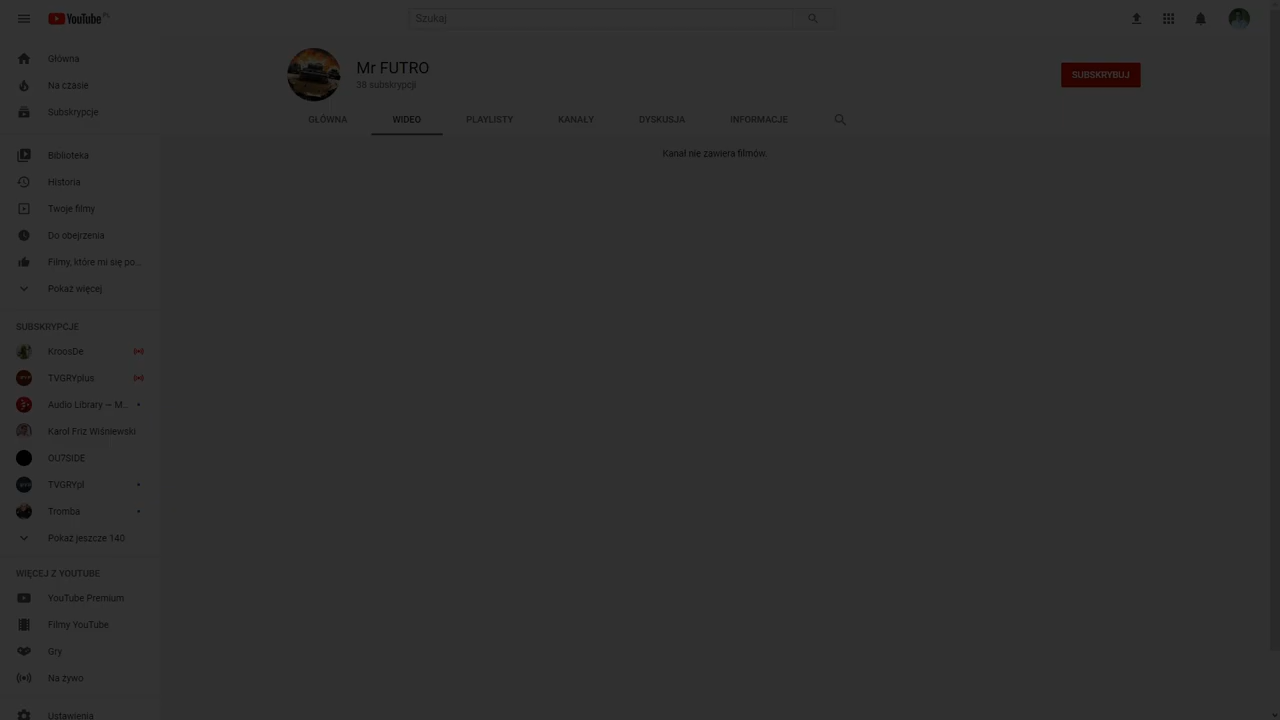 YouTube PL
Szukaj
Główna
Na czasie
Subskrypcje
Biblioteka
Historia
Twoje filmy
Do obejrzenia
Filmy, które mi się po...
Pokaż więcej
SUBSKRYPCJE
KroosDe
TVGRYplus
Audio Library — M...
Karol Friz Wiśniewski
OU7SIDE
TVGRYpl
Tromba
Pokaż jeszcze 140
WIĘCEJ Z YOUTUBE
YouTube Premium
Filmy YouTube
Gry
Na żywo
Ustawienia
Mr FUTRO
38 subskrypcji
SUBSKRYBUJ
GŁÓWNA WIDEO PLAYLISTY KANAŁY DYSKUSJA INFORMACJE
Kanał nie zawiera filmów.